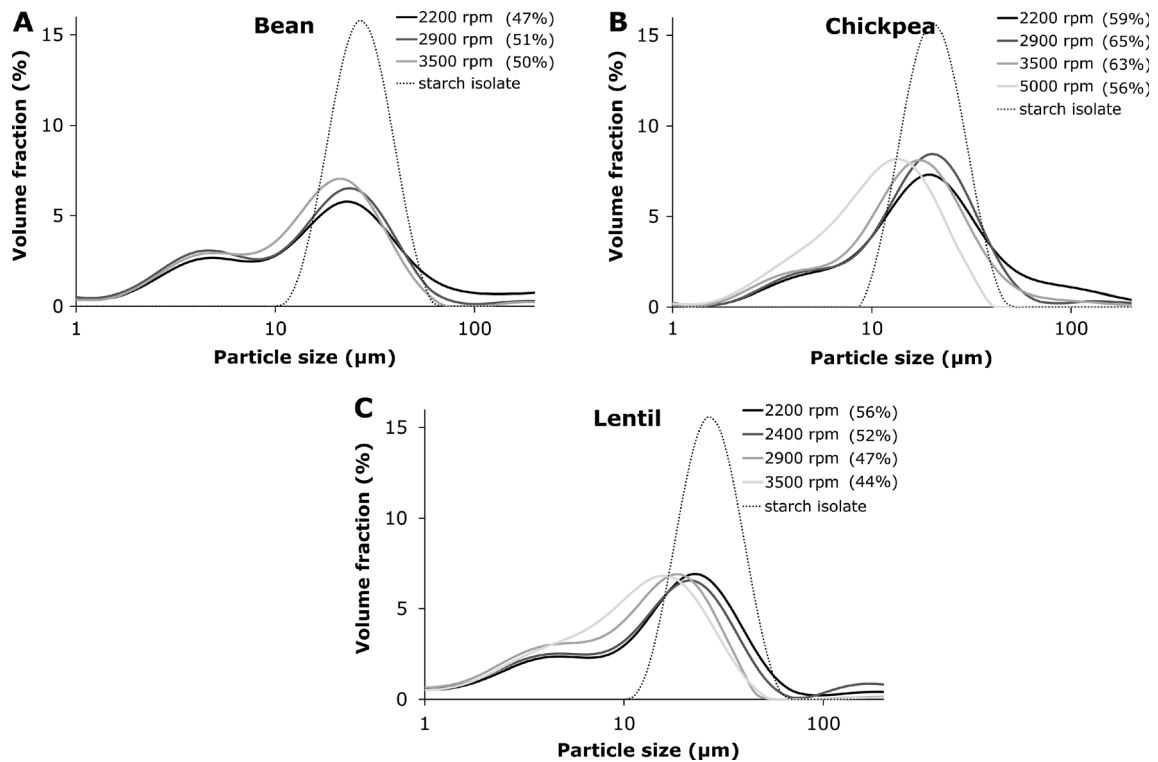 A
Bean
2200 rpm (47%)
2900 rpm (51%)
3500 rpm (50%)
starch isolate
Volume fraction (%)
15
10
5
0
1
10
100
Particle size (µm)
B
Chickpea
2200 rpm (59%)
2900 rpm (65%)
3500 rpm (63%)
5000 rpm (56%)
starch isolate
Volume fraction (%)
15
10
5
0
1
10
100
Particle size (µm)
C
Lentil
2200 rpm (56%)
2400 rpm (52%)
2900 rpm (47%)
3500 rpm (44%)
starch isolate
Volume fraction (%)
15
10
5
0
1
10
100
Particle size (µm)